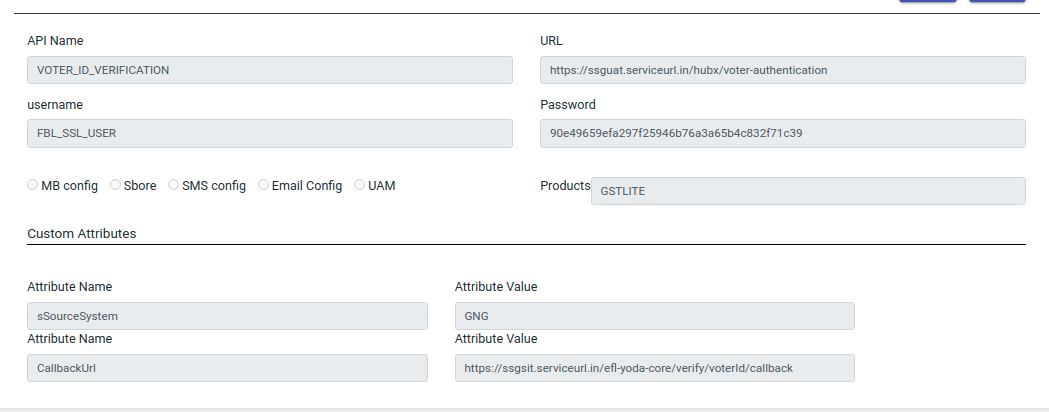 API Name URL
VOTER_ID_VERIFICATION https://ssguat.serviceurl.in/hubx/voter-authentication
username Password
FBL_SSL_USER 90e49659efa297f25946b76a3a65b4c832f71c39
MB config Sbore SMS config Email Config UAM Products GSTLITE
Custom Attributes
Attribute Name Attribute Value
sSourceSystem GNG
Attribute Name Attribute Value
CallbackUrl https://ssgsit.serviceurl.in/efl-yoda-core/verify/voterId/callback